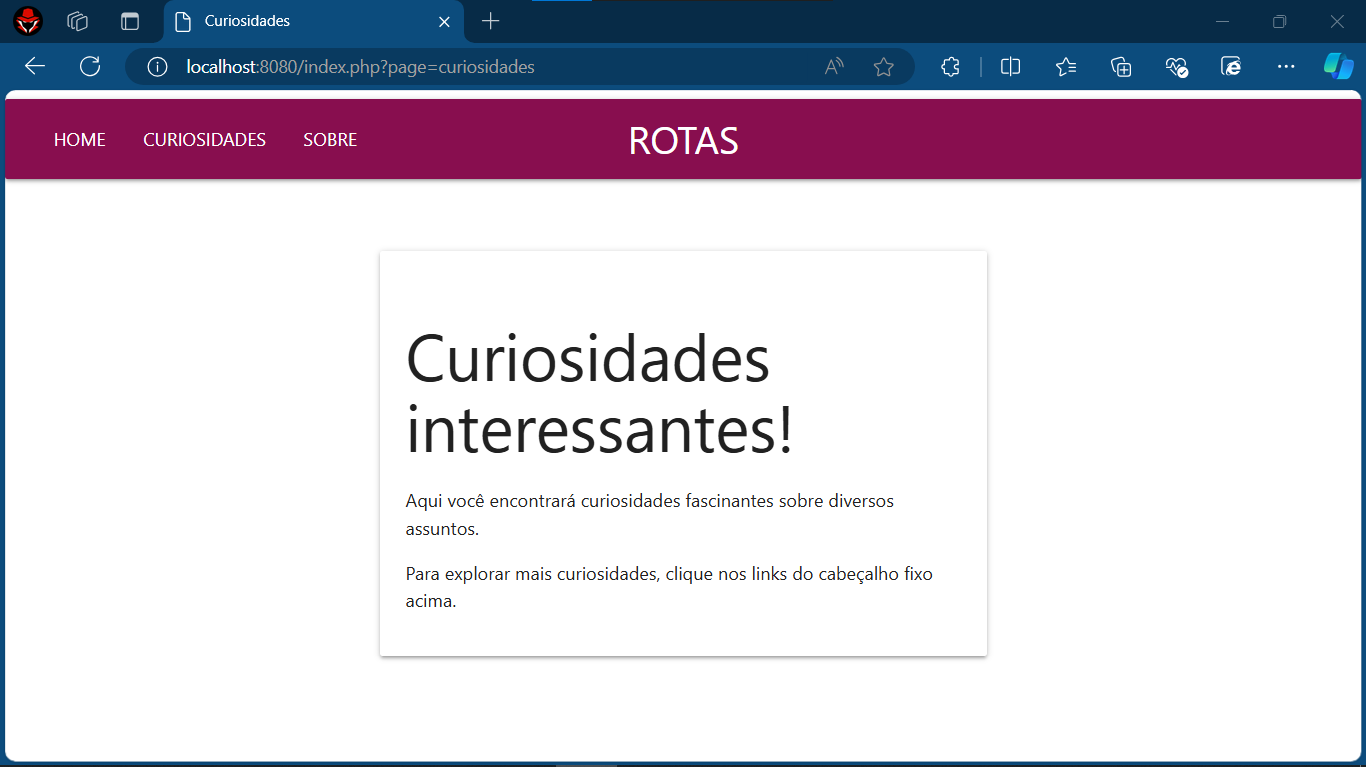 Curiosidades
localhost:8080/index.php?page=curiosidades
HOME CURIOSIDADES SOBRE ROTAS
Curiosidades
interessantes!
Aqui você encontrará curiosidades fascinantes sobre diversos
assuntos.
Para explorar mais curiosidades, clique nos links do cabeçalho fixo
acima.